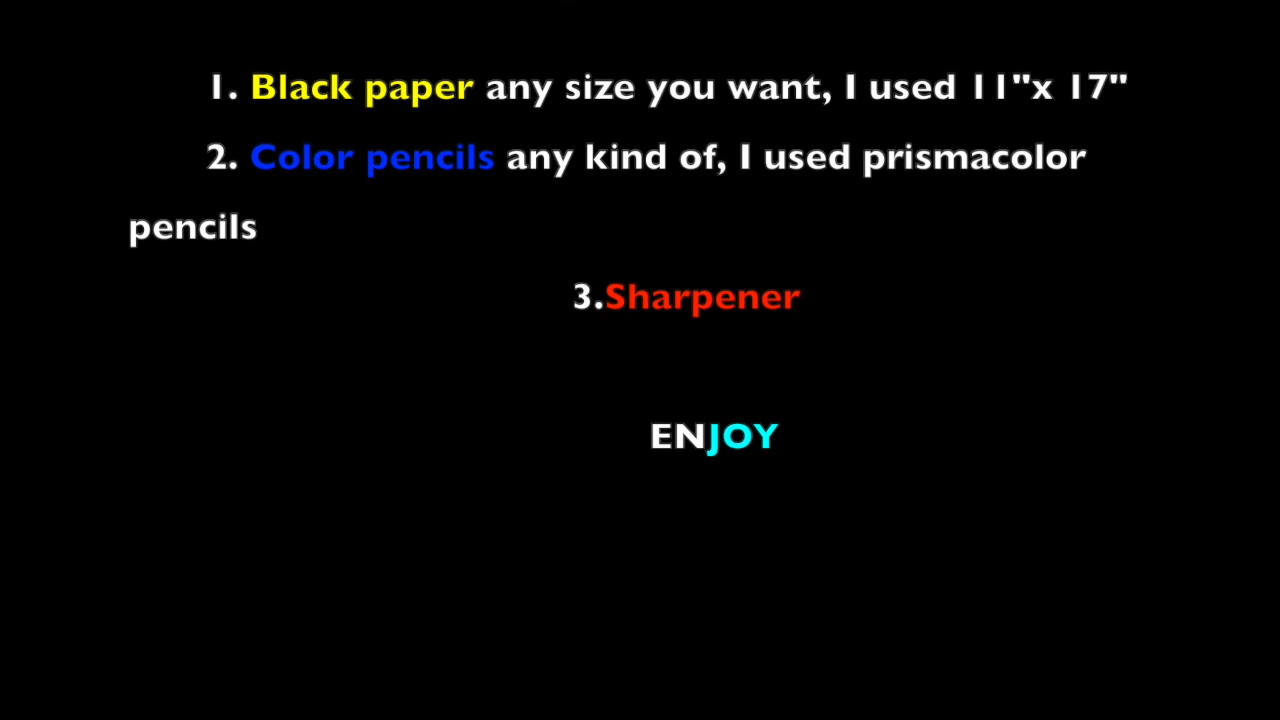 1. Black paper any size you want, I used 11"x 17"
2. Color pencils any kind of, I used prismacolor
pencils
3.Sharpener
ENJOY